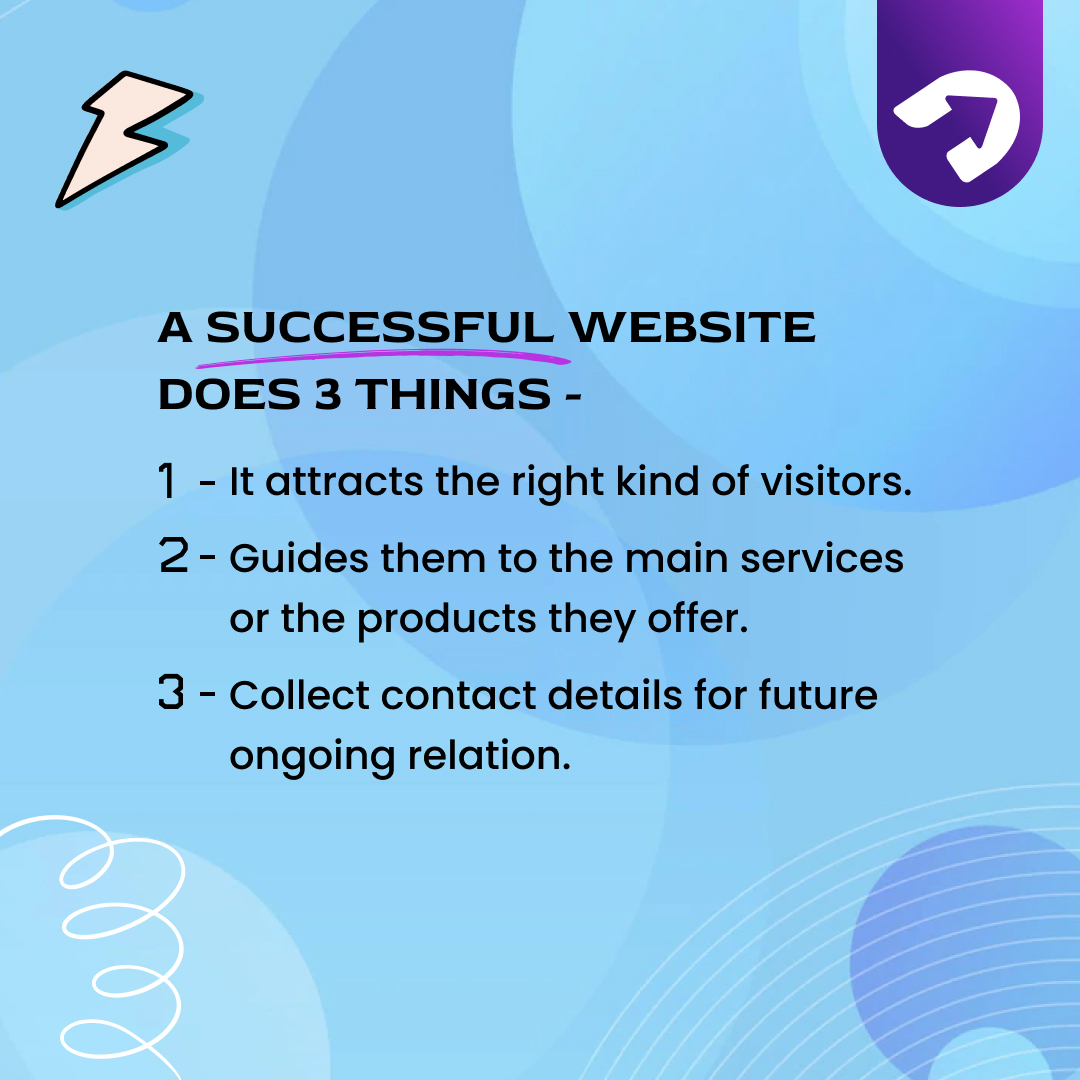 A SUCCESSFUL WEBSITE
DOES 3 THINGS -
1 - It attracts the right kind of visitors.
2 - Guides them to the main services
or the products they offer.
3 - Collect contact details for future
ongoing relation.